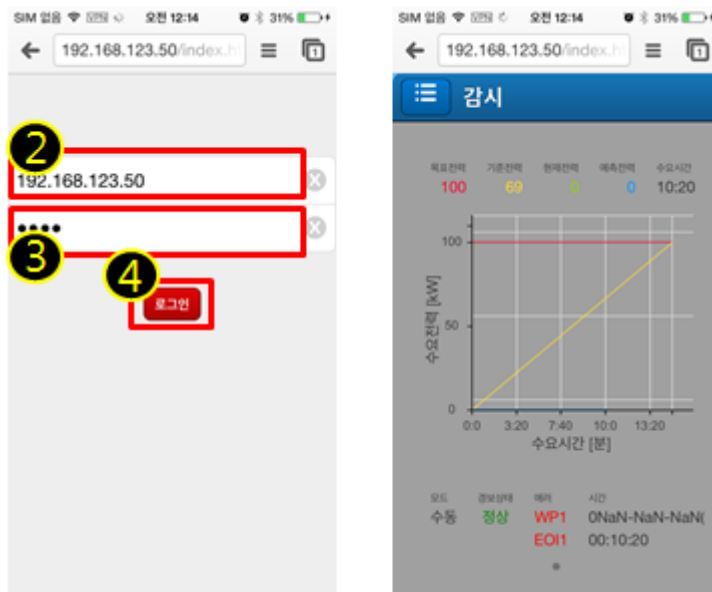 SIM 없음 오전 12:14 31%
192.168.123.50/index.h
1
2
192.168.123.50
3
4
로그인
SIM 없음 오전 12:14 31%
192.168.123.50/index.h
1
감시
목표전력 기준전력 현재전력 예측전력 수요시간
100 69 0 0 10:20
100
50
0
수요전력 [kW]
0:0 3:20 7:40 10:0 13:20
수요시간 [분]
모드 경보상태 에러 시간
수동 정상 WP1 0NaN-NaN-NaN(
EOI1 00:10:20